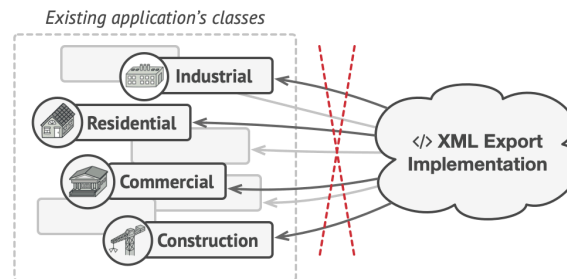 Existing application's classes
Industrial
Residential
Commercial
Construction
</> XML Export
Implementation